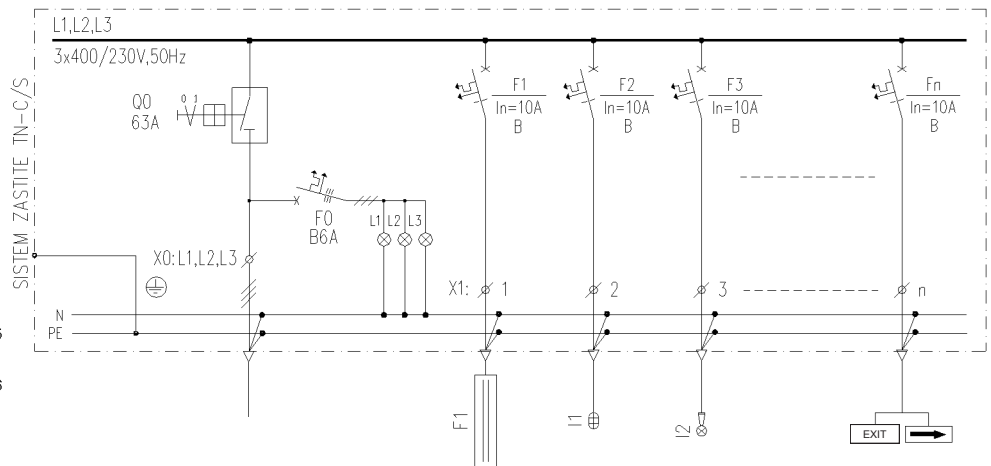 L1,L2,L3
3x400/230V,50Hz
SISTEM ZASTITE TN-C/S
Q0
63A
0 1
F0
B6A
L1 L2 L3
F1
In=10A
B
F2
In=10A
B
F3
In=10A
B
Fn
In=10A
B
X0:L1,L2,L3
X1: 1
2
3
n
N
PE
F1
I1
I2
EXIT